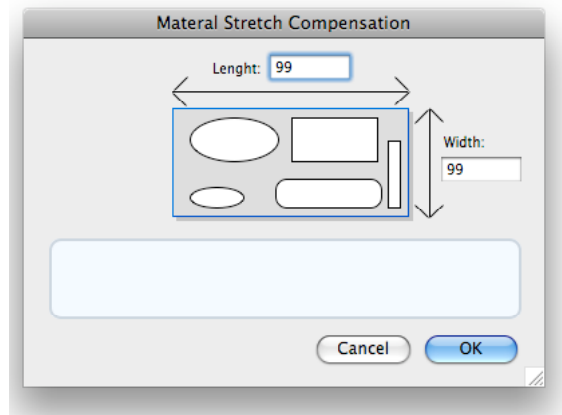 Materal Stretch Compensation
Lenght: 99
Width:
99
Cancel OK